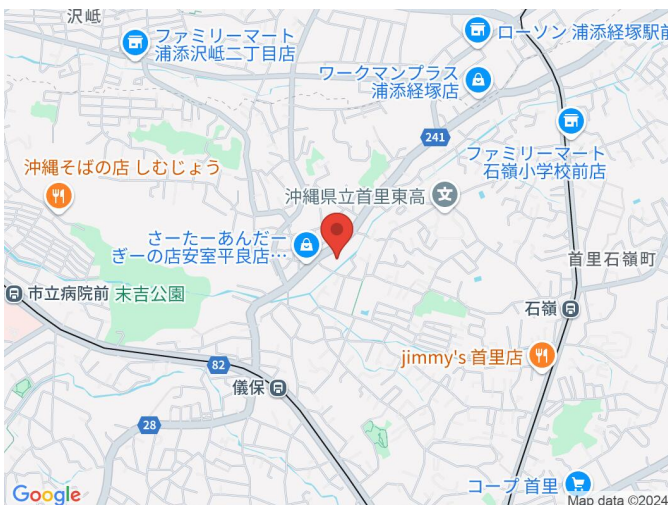 沢岻
ファミリーマート
浦添沢岻二丁目店
ローソン 浦添経塚駅前
ワークマンプラス
浦添経塚店
241
ファミリーマート
石嶺小学校前店
沖縄そばの店 しむじょう
沖縄県立首里東高
文
さーたーあんだー
ぎーの店安室平良店…
首里石嶺町
市立病院前
末吉公園
石嶺
jimmy's 首里店
82
儀保
28
コープ 首里
Google
Map data ©2024